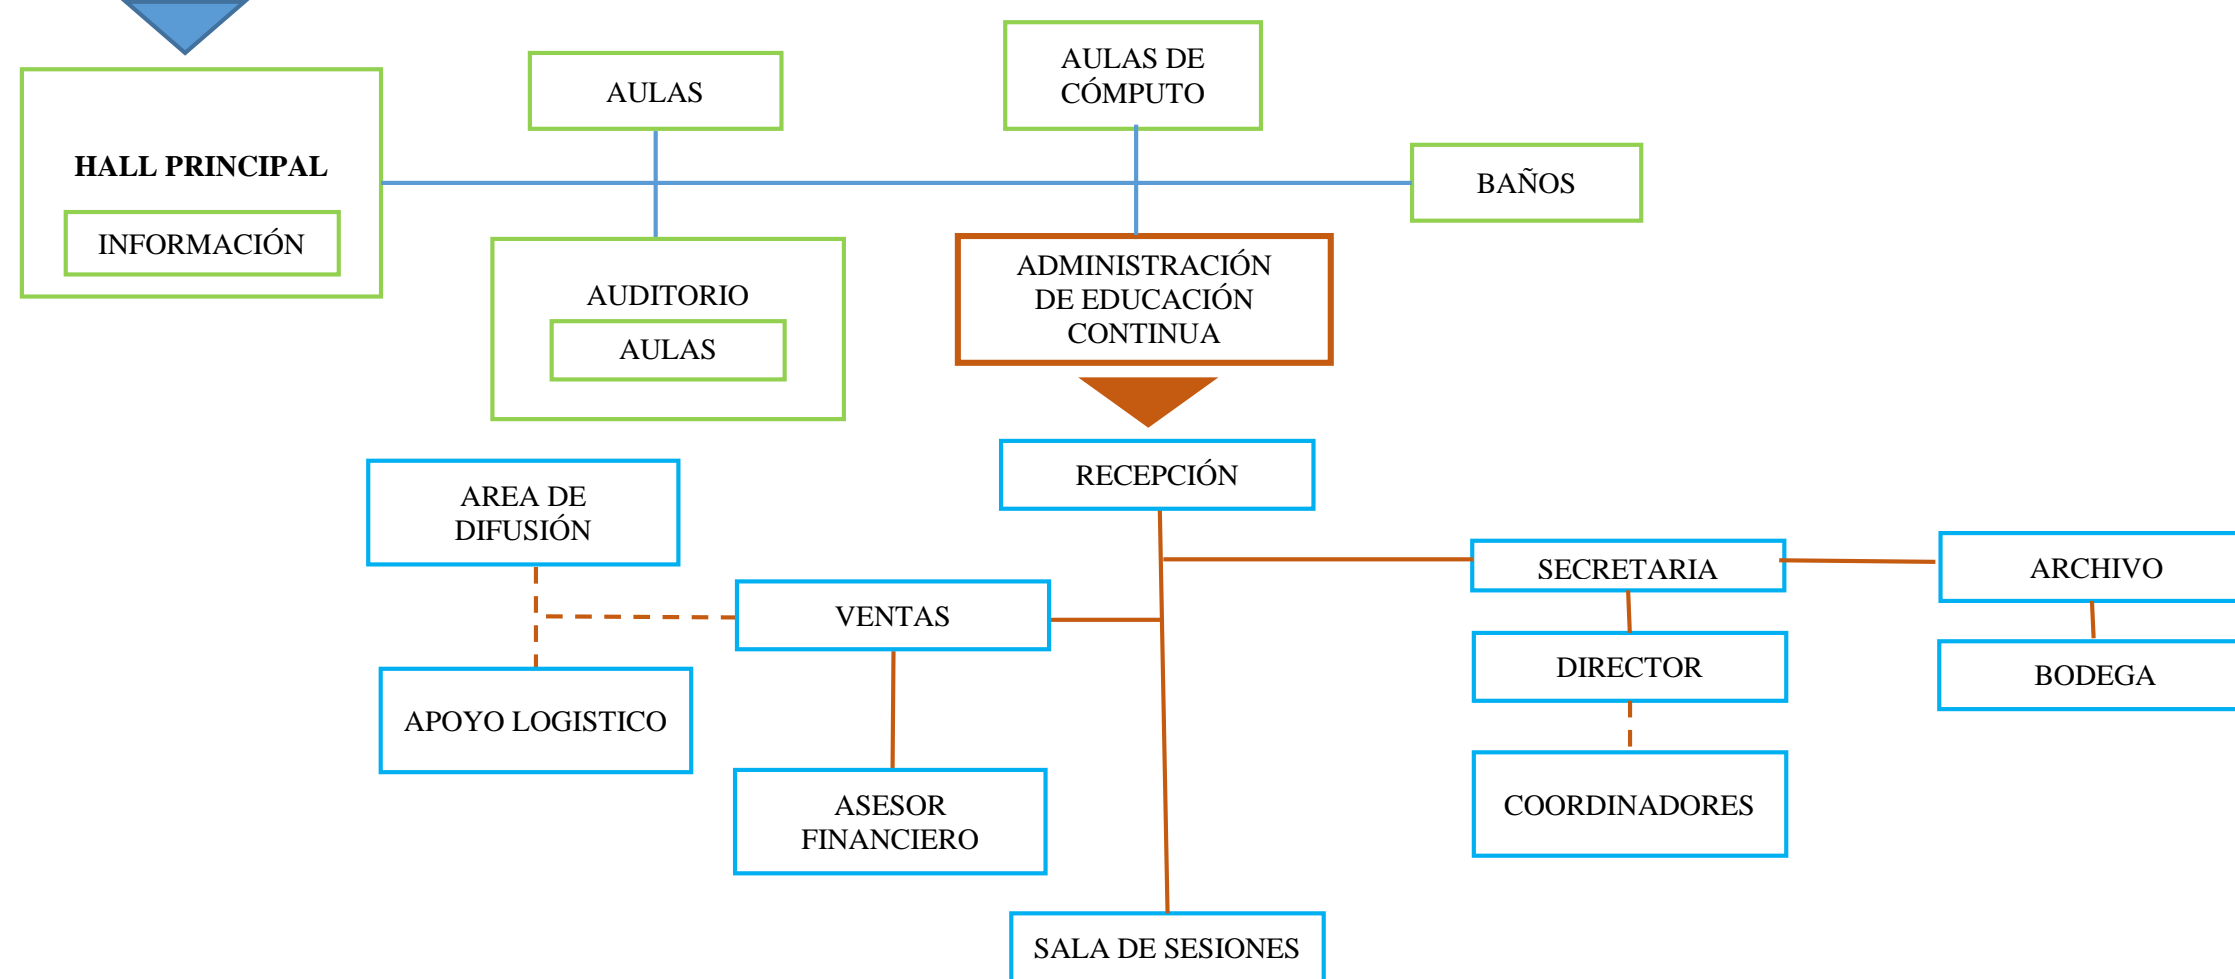 AULAS DE
CÓMPUTO
AULAS
HALL PRINCIPAL
BAÑOS
INFORMACIÓN
AUDITORIO
AULAS
ADMINISTRACIÓN
DE EDUCACIÓN
CONTINUA
RECEPCIÓN
AREA DE
DIFUSIÓN
SECRETARIA
ARCHIVO
VENTAS
DIRECTOR
BODEGA
APOYO LOGISTICO
ASESOR
FINANCIERO
COORDINADORES
SALA DE SESIONES